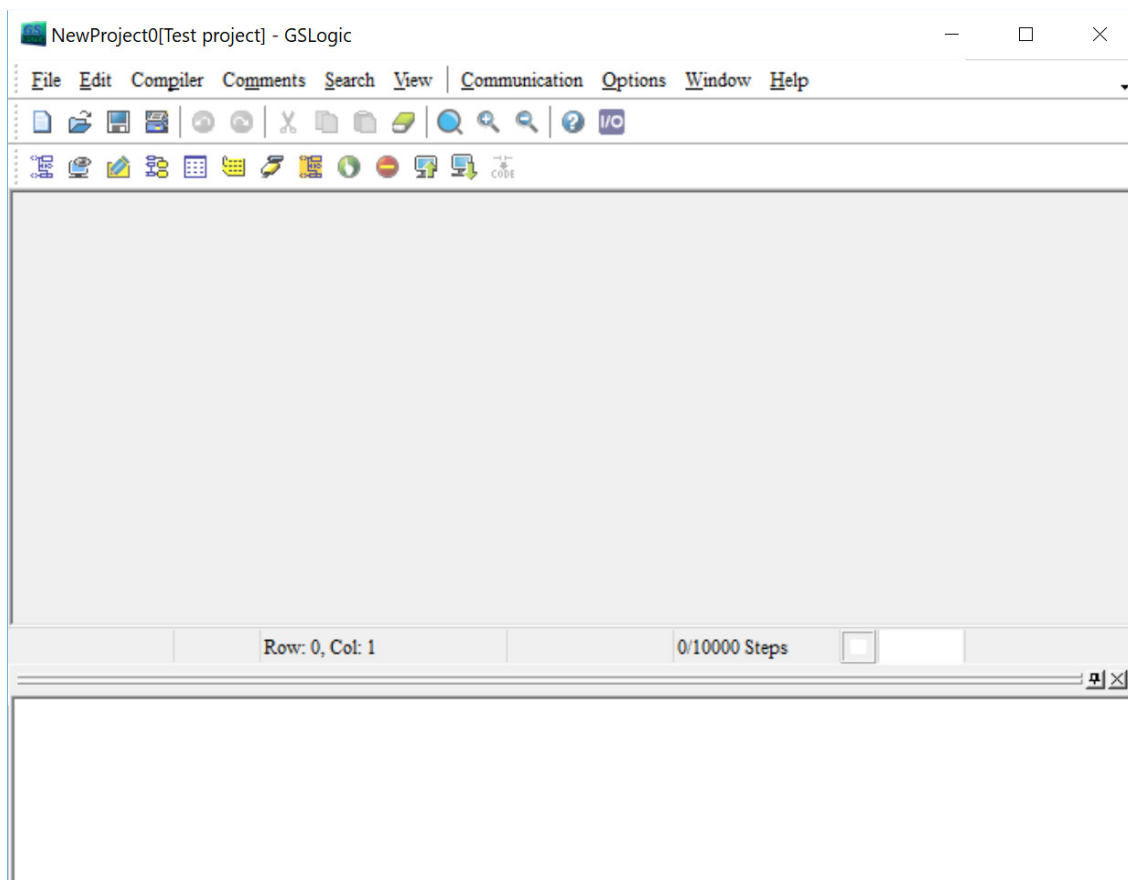 NewProject0[Test project] - GSLogic
File Edit Compiler Comments Search View Communication Options Window Help
I/O
CODE
Row: 0, Col: 1 0/10000 Steps